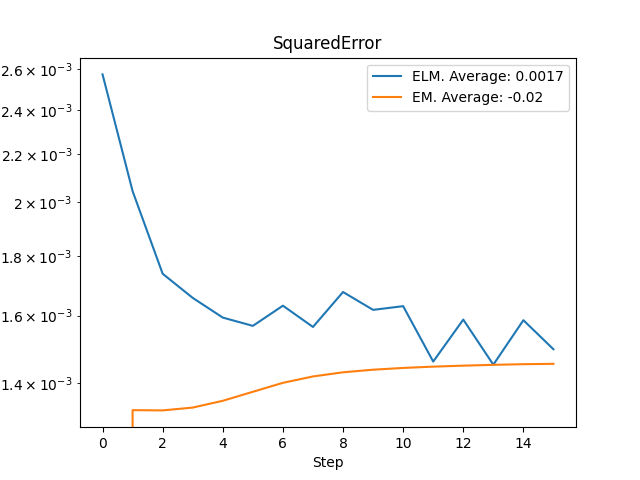 SquaredError
ELM. Average: 0.0017
EM. Average: -0.02
2.6 × 10⁻³
2.4 × 10⁻³
2.2 × 10⁻³
2 × 10⁻³
1.8 × 10⁻³
1.6 × 10⁻³
1.4 × 10⁻³
0 2 4 6 8 10 12 14
Step